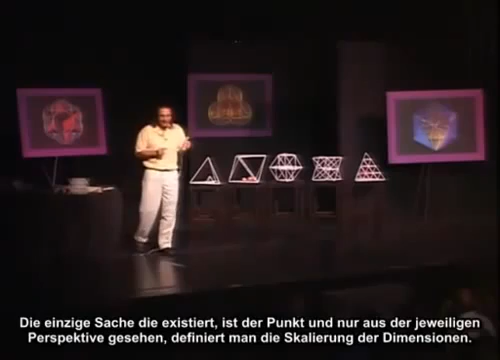 Die einzige Sache die existiert, ist der Punkt und nur aus der jeweiligen
Perspektive gesehen, definiert man die Skalierung der Dimensionen.